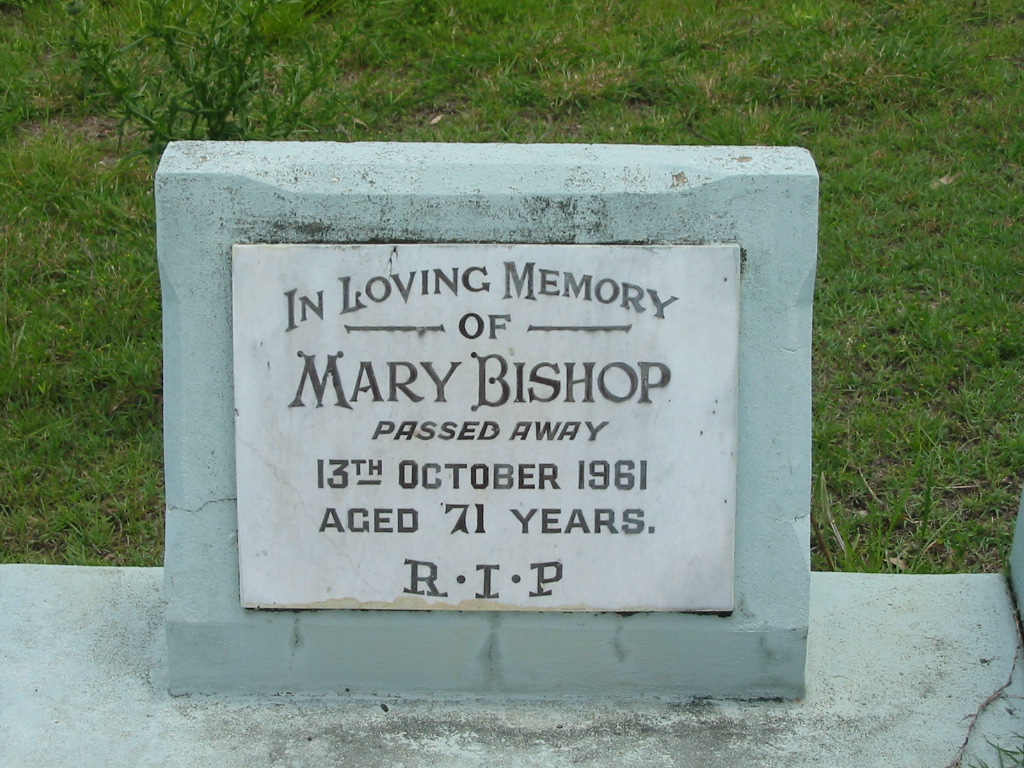 IN LOVING MEMORY
OF
MARY BISHOP
PASSED AWAY
13TH OCTOBER 1961
AGED 71 YEARS.
R·I·P